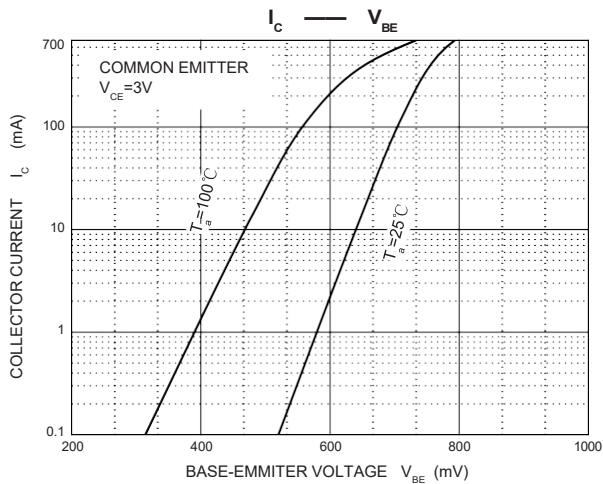 I_C —— V_BE
700
COMMON EMITTER
V_CE=3V
100
10
1
0.1
COLLECTOR CURRENT I_C (mA)
T_a=100℃
T_a=25℃
200 400 600 800 1000
BASE-EMMITER VOLTAGE V_BE (mV)